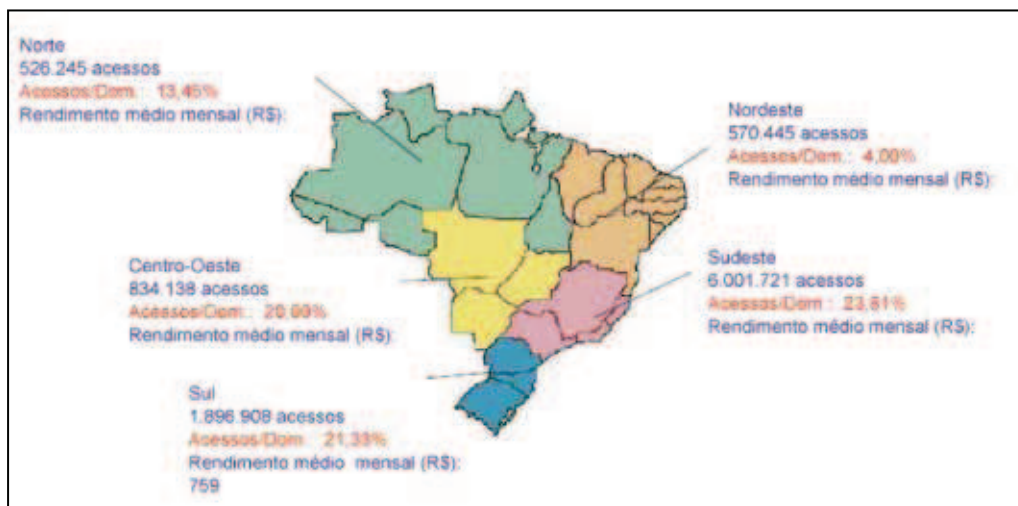 Norte
526.245 acessos
Acessos/Dom.: 13,45%
Rendimento médio mensal (R$):
Nordeste
570.445 acessos
Acessos/Dom.: 4,00%
Rendimento médio mensal (R$):
Centro-Oeste
834.138 acessos
Acessos/Dom.:
Rendimento médio mensal (R$):
Sudeste
6.001.721 acessos
Acessos/Dom.: 23,61%
Rendimento médio mensal (R$):
Sul
1.896.908 acessos
Acessos/Dom.: 21,33%
Rendimento médio mensal (R$):
759